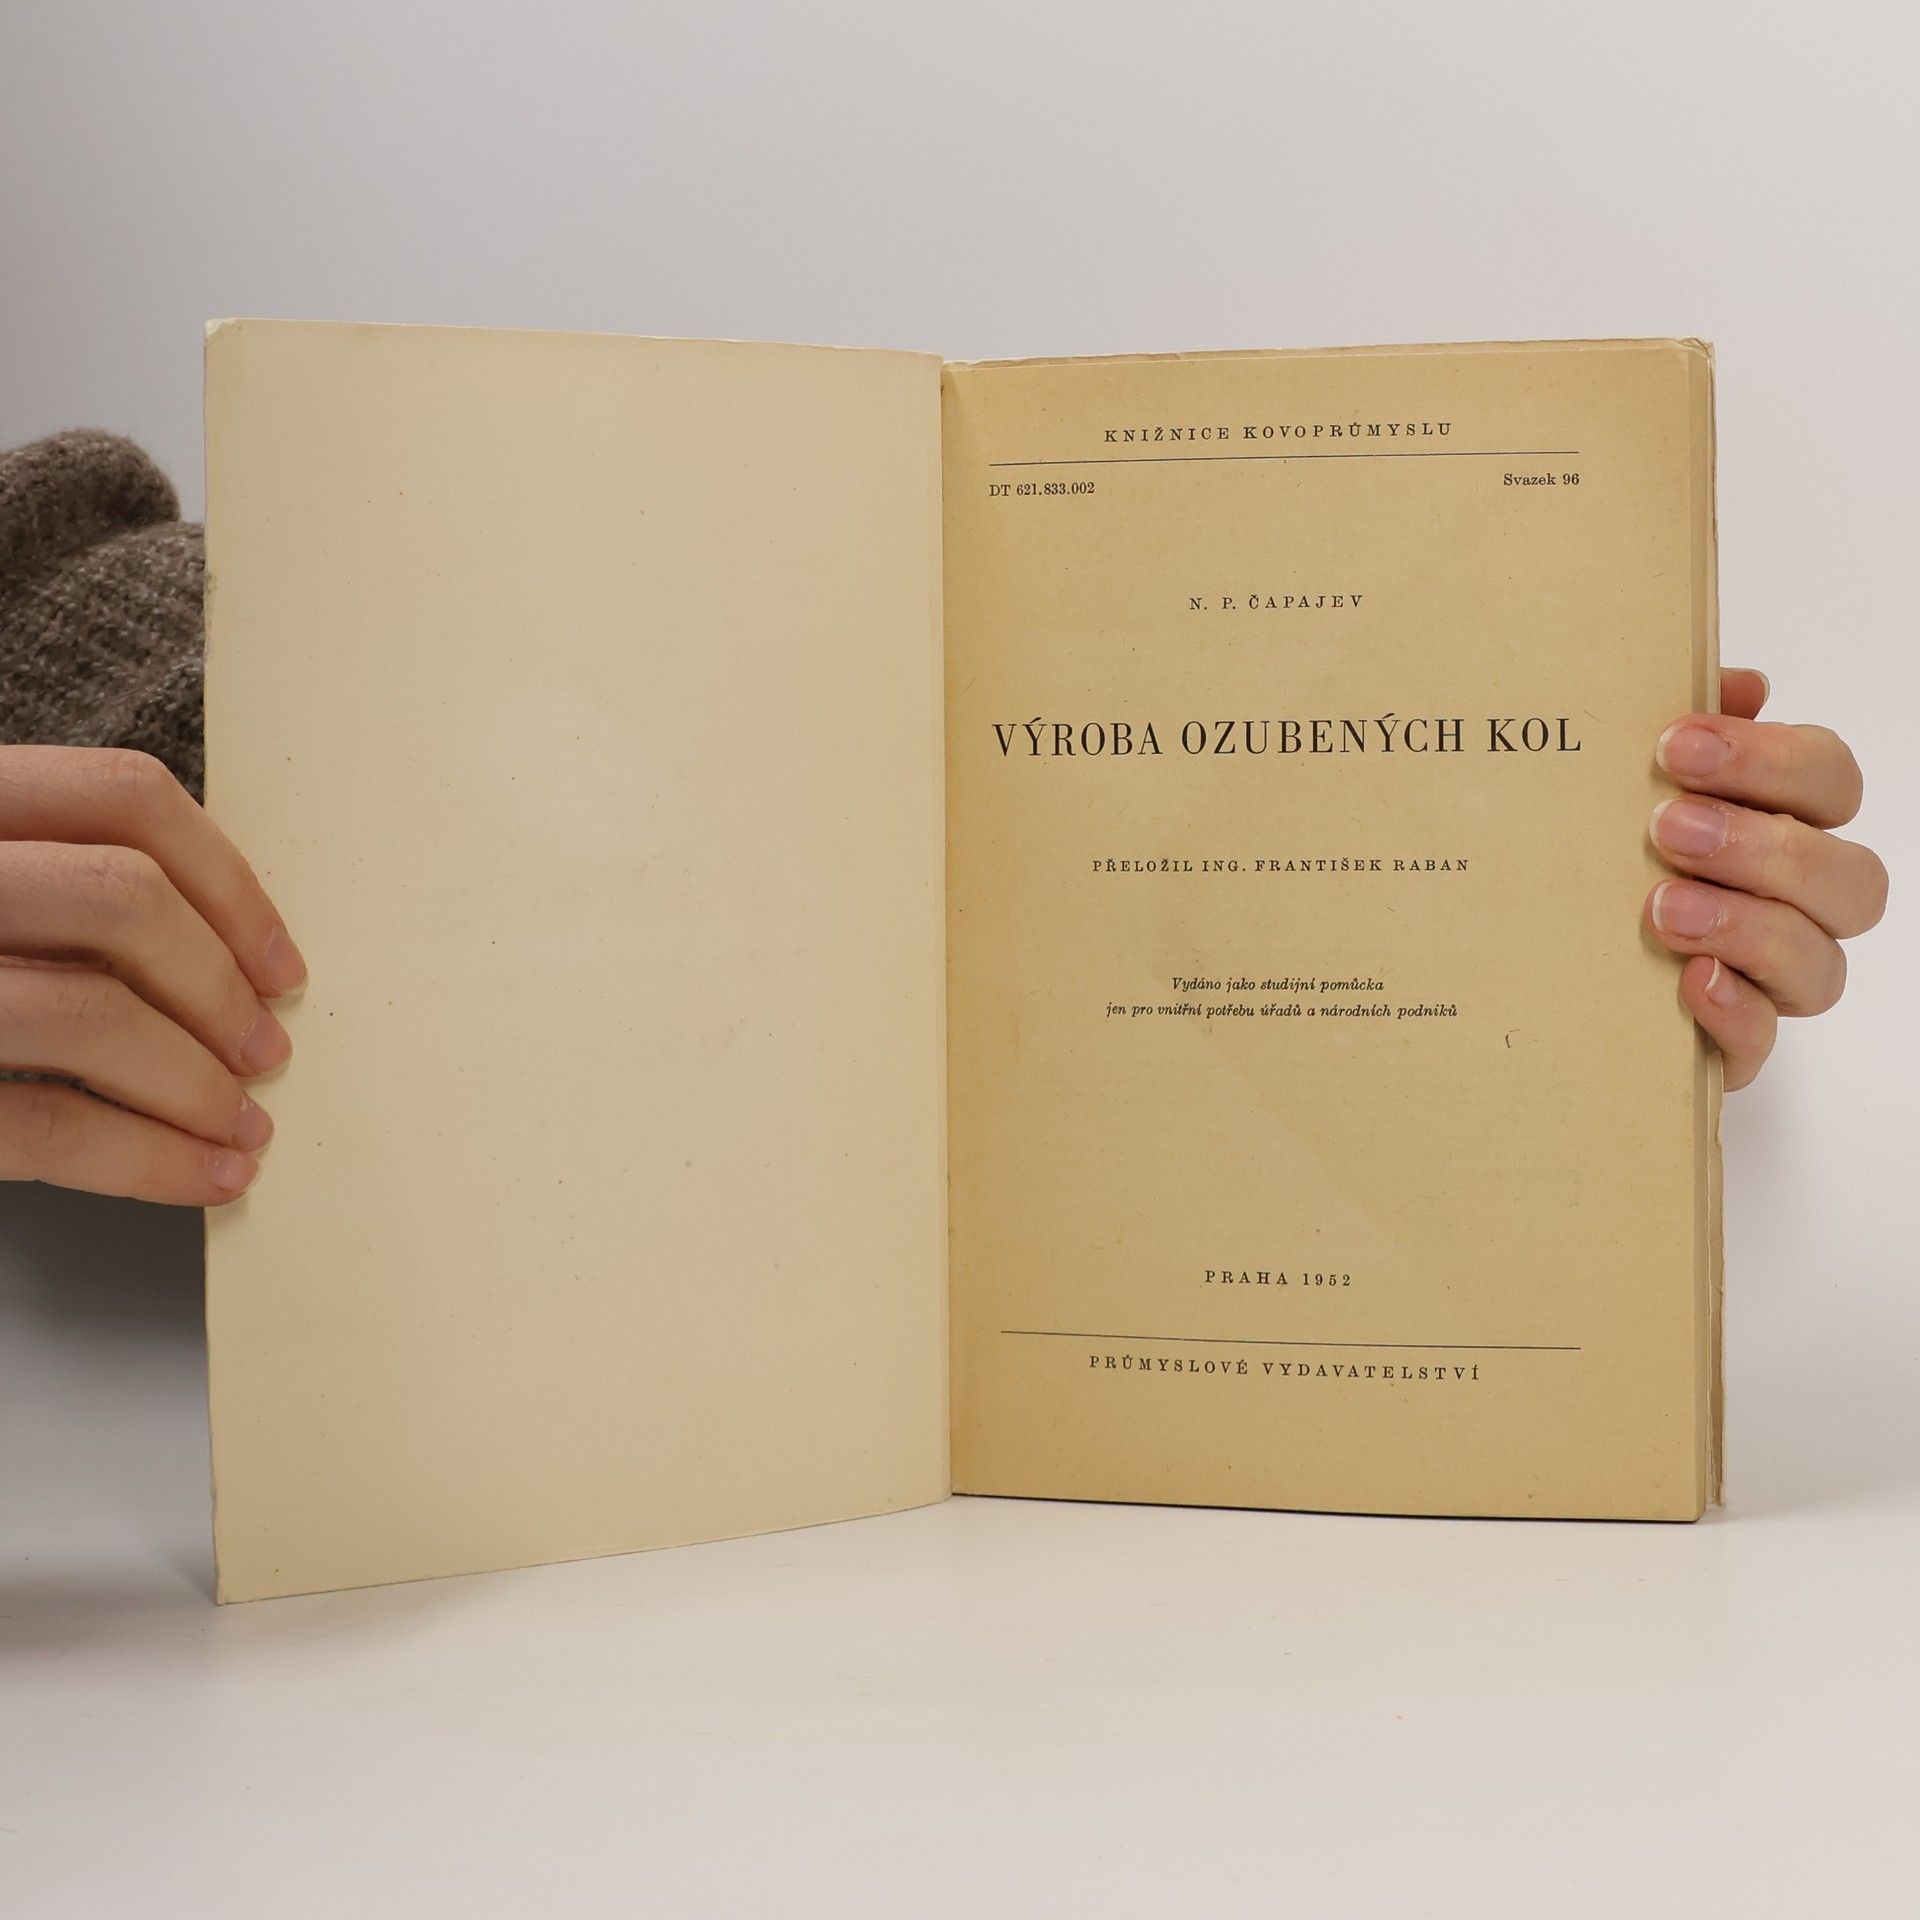 KNIŽNICE KOVOPRŮMYSLU
DT 621.833.002 Svazek 96
N. P. ČAPAJEV
VÝROBA OZUBENÝCH KOL
PŘELOŽIL ING. FRANTIŠEK RABAN
Vydáno jako studijní pomůcka
jen pro vnitřní potřebu úřadů a národních podniků
PRAHA 1952
PRŮMYSLOVÉ VYDAVATELSTVÍ